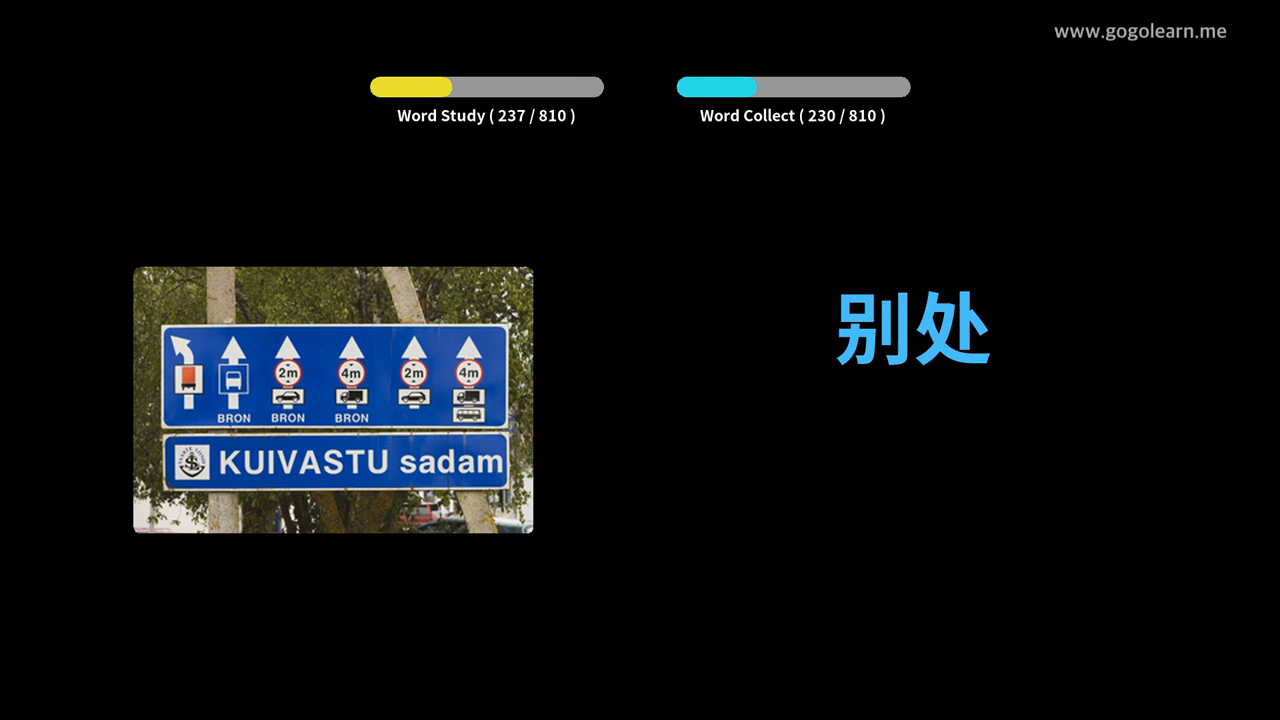 www.gogolearn.me
Word Study ( 237 / 810 )
Word Collect ( 230 / 810 )
别处
2m 4m 2m 4m
BRON BRON BRON
KUIVASTU sadam